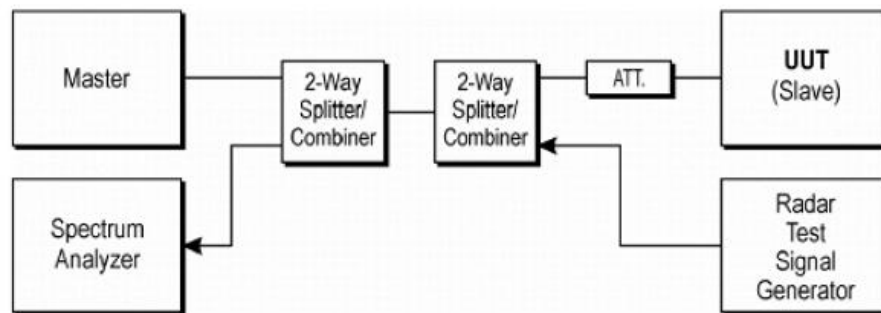 Master
2-Way
Splitter/
Combiner
2-Way
Splitter/
Combiner
ATT.
UUT
(Slave)
Spectrum
Analyzer
Radar
Test
Signal
Generator